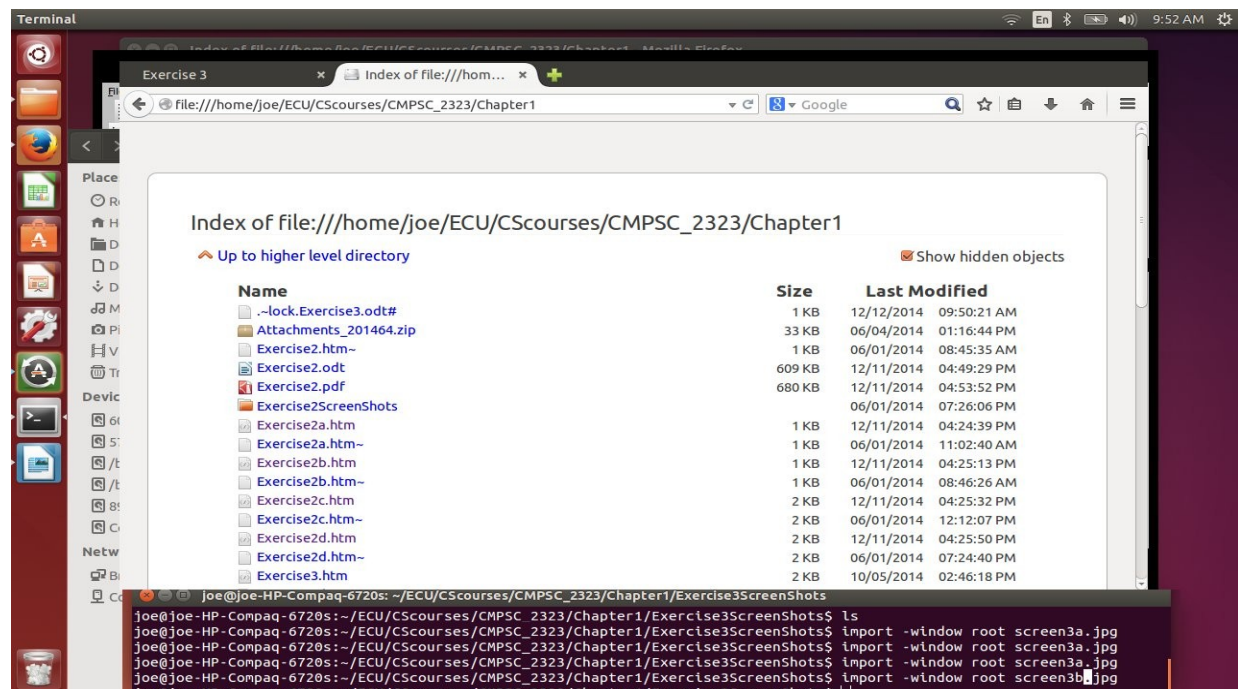 Terminal
En
9:52 AM
Index of file:///home/joe/ECU/CScourses/CMPSC_2323/Chapter1 - Mozilla Firefox
Exercise 3
Index of file:///hom...
file:///home/joe/ECU/CScourses/CMPSC_2323/Chapter1
Google
Place
Devic
Netw
Index of file:///home/joe/ECU/CScourses/CMPSC_2323/Chapter1
Up to higher level directory
Show hidden objects
Name Size Last Modified
.~lock.Exercise3.odt# 1 KB 12/12/2014 09:50:21 AM
Attachments_201464.zip 33 KB 06/04/2014 01:16:44 PM
Exercise2.htm~ 1 KB 06/01/2014 08:45:35 AM
Exercise2.odt 609 KB 12/11/2014 04:49:29 PM
Exercise2.pdf 680 KB 12/11/2014 04:53:52 PM
Exercise2ScreenShots 06/01/2014 07:26:06 PM
Exercise2a.htm 1 KB 12/11/2014 04:24:39 PM
Exercise2a.htm~ 1 KB 06/01/2014 11:02:40 AM
Exercise2b.htm 1 KB 12/11/2014 04:25:13 PM
Exercise2b.htm~ 1 KB 06/01/2014 08:46:26 AM
Exercise2c.htm 2 KB 12/11/2014 04:25:32 PM
Exercise2c.htm~ 2 KB 06/01/2014 12:12:07 PM
Exercise2d.htm 2 KB 12/11/2014 04:25:50 PM
Exercise2d.htm~ 2 KB 06/01/2014 07:24:40 PM
Exercise3.htm 2 KB 10/05/2014 02:46:18 PM
joe@joe-HP-Compaq-6720s: ~/ECU/CScourses/CMPSC_2323/Chapter1/Exercise3ScreenShots
joe@joe-HP-Compaq-6720s:~/ECU/CScourses/CMPSC_2323/Chapter1/Exercise3ScreenShots$ ls
joe@joe-HP-Compaq-6720s:~/ECU/CScourses/CMPSC_2323/Chapter1/Exercise3ScreenShots$ import -window root screen3a.jpg
joe@joe-HP-Compaq-6720s:~/ECU/CScourses/CMPSC_2323/Chapter1/Exercise3ScreenShots$ import -window root screen3a.jpg
joe@joe-HP-Compaq-6720s:~/ECU/CScourses/CMPSC_2323/Chapter1/Exercise3ScreenShots$ import -window root screen3a.jpg
joe@joe-HP-Compaq-6720s:~/ECU/CScourses/CMPSC_2323/Chapter1/Exercise3ScreenShots$ import -window root screen3b.jpg